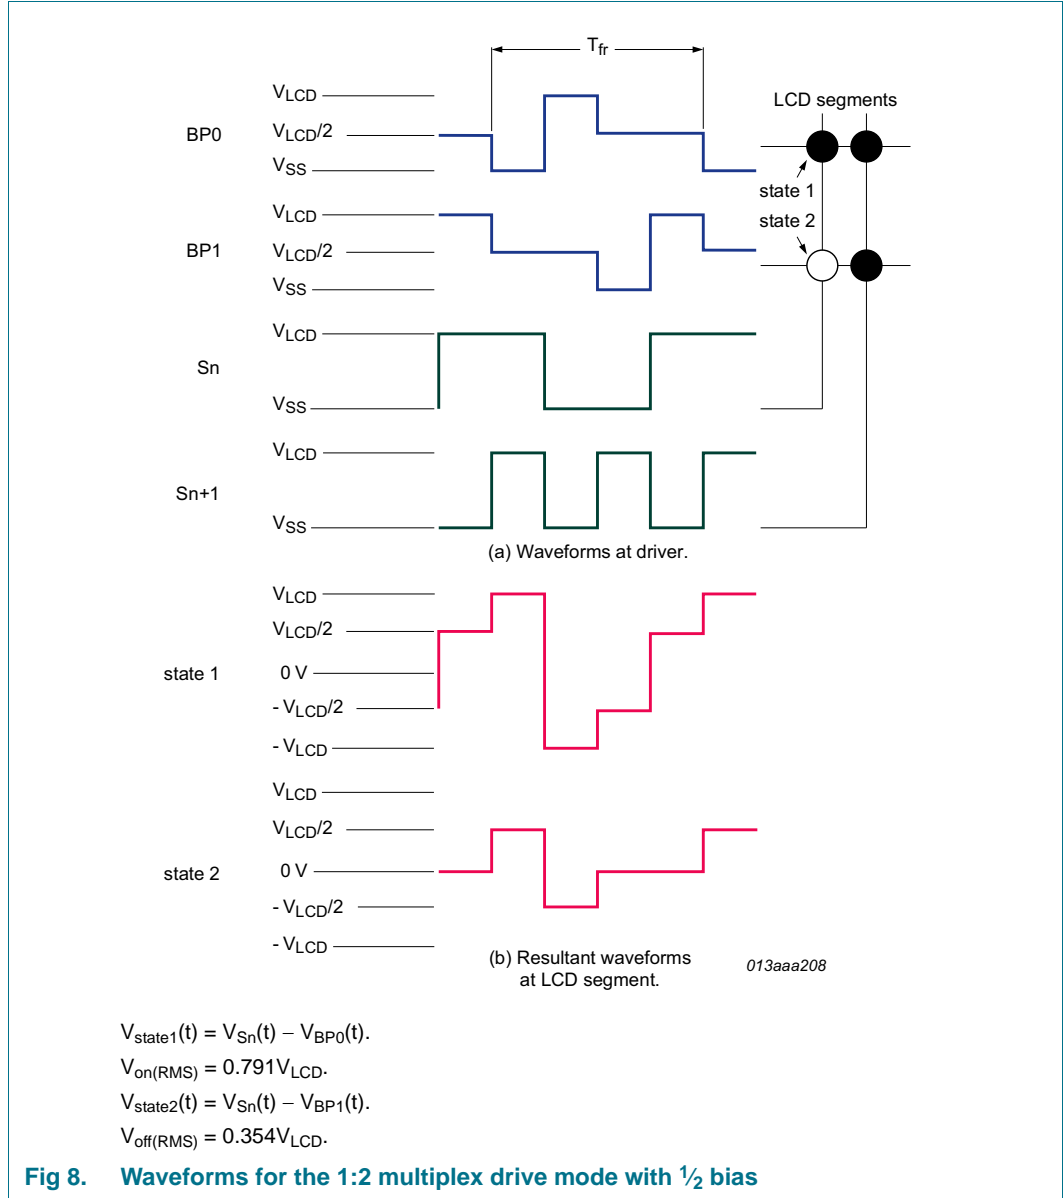 Tfr
VLCD
LCD segments
BP0
VLCD/2
VSS
state 1
VLCD
state 2
BP1
VLCD/2
VSS
VLCD
Sn
VSS
VLCD
Sn+1
VSS
(a) Waveforms at driver.
VLCD
VLCD/2
state 1
0 V
- VLCD/2
- VLCD
VLCD
VLCD/2
state 2
0 V
- VLCD/2
- VLCD
(b) Resultant waveforms
at LCD segment.
013aaa208
Vstate1(t) = VSn(t) − VBP0(t).
Von(RMS) = 0.791VLCD.
Vstate2(t) = VSn(t) − VBP1(t).
Voff(RMS) = 0.354VLCD.
Fig 8. Waveforms for the 1:2 multiplex drive mode with 1⁄2 bias